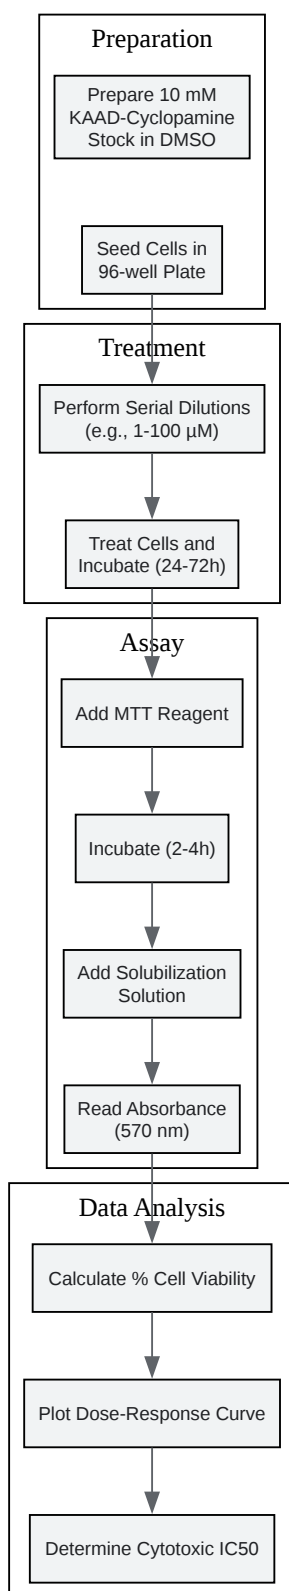 Preparation
Prepare 10 mM
KAAD-Cyclopamine
Stock in DMSO
Seed Cells in
96-well Plate
Treatment
Perform Serial Dilutions
(e.g., 1-100 µM)
Treat Cells and
Incubate (24-72h)
Assay
Add MTT Reagent
Incubate (2-4h)
Add Solubilization
Solution
Read Absorbance
(570 nm)
Data Analysis
Calculate % Cell Viability
Plot Dose-Response Curve
Determine Cytotoxic IC50